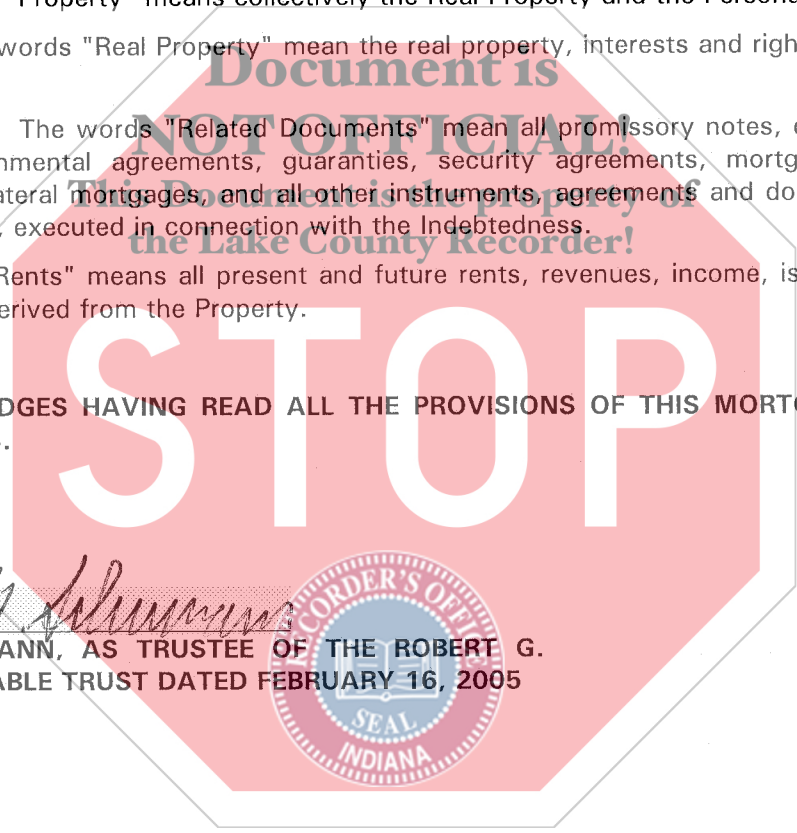 Property" means collectively the Real Property and the Persona
words "Real Property" mean the real property, interests and righ
Document is
The words "Related Documents" mean all promissory notes,
NOT OFFICIAL!
nmental agreements, guaranties, security agreements, mortg
ateral mortgages, and all other instruments, agreements and do
This Document is the property of
, executed in connection with the Indebtedness.
the Lake County Recorder!
Rents" means all present and future rents, revenues, income, is
erived from the Property.
STOP
DGES HAVING READ ALL THE PROVISIONS OF THIS MORTG
.
RECORDER'S OFFICE
ANN, AS TRUSTEE OF THE ROBERT G.
ABLE TRUST DATED FEBRUARY 16, 2005
SEAL
INDIANA